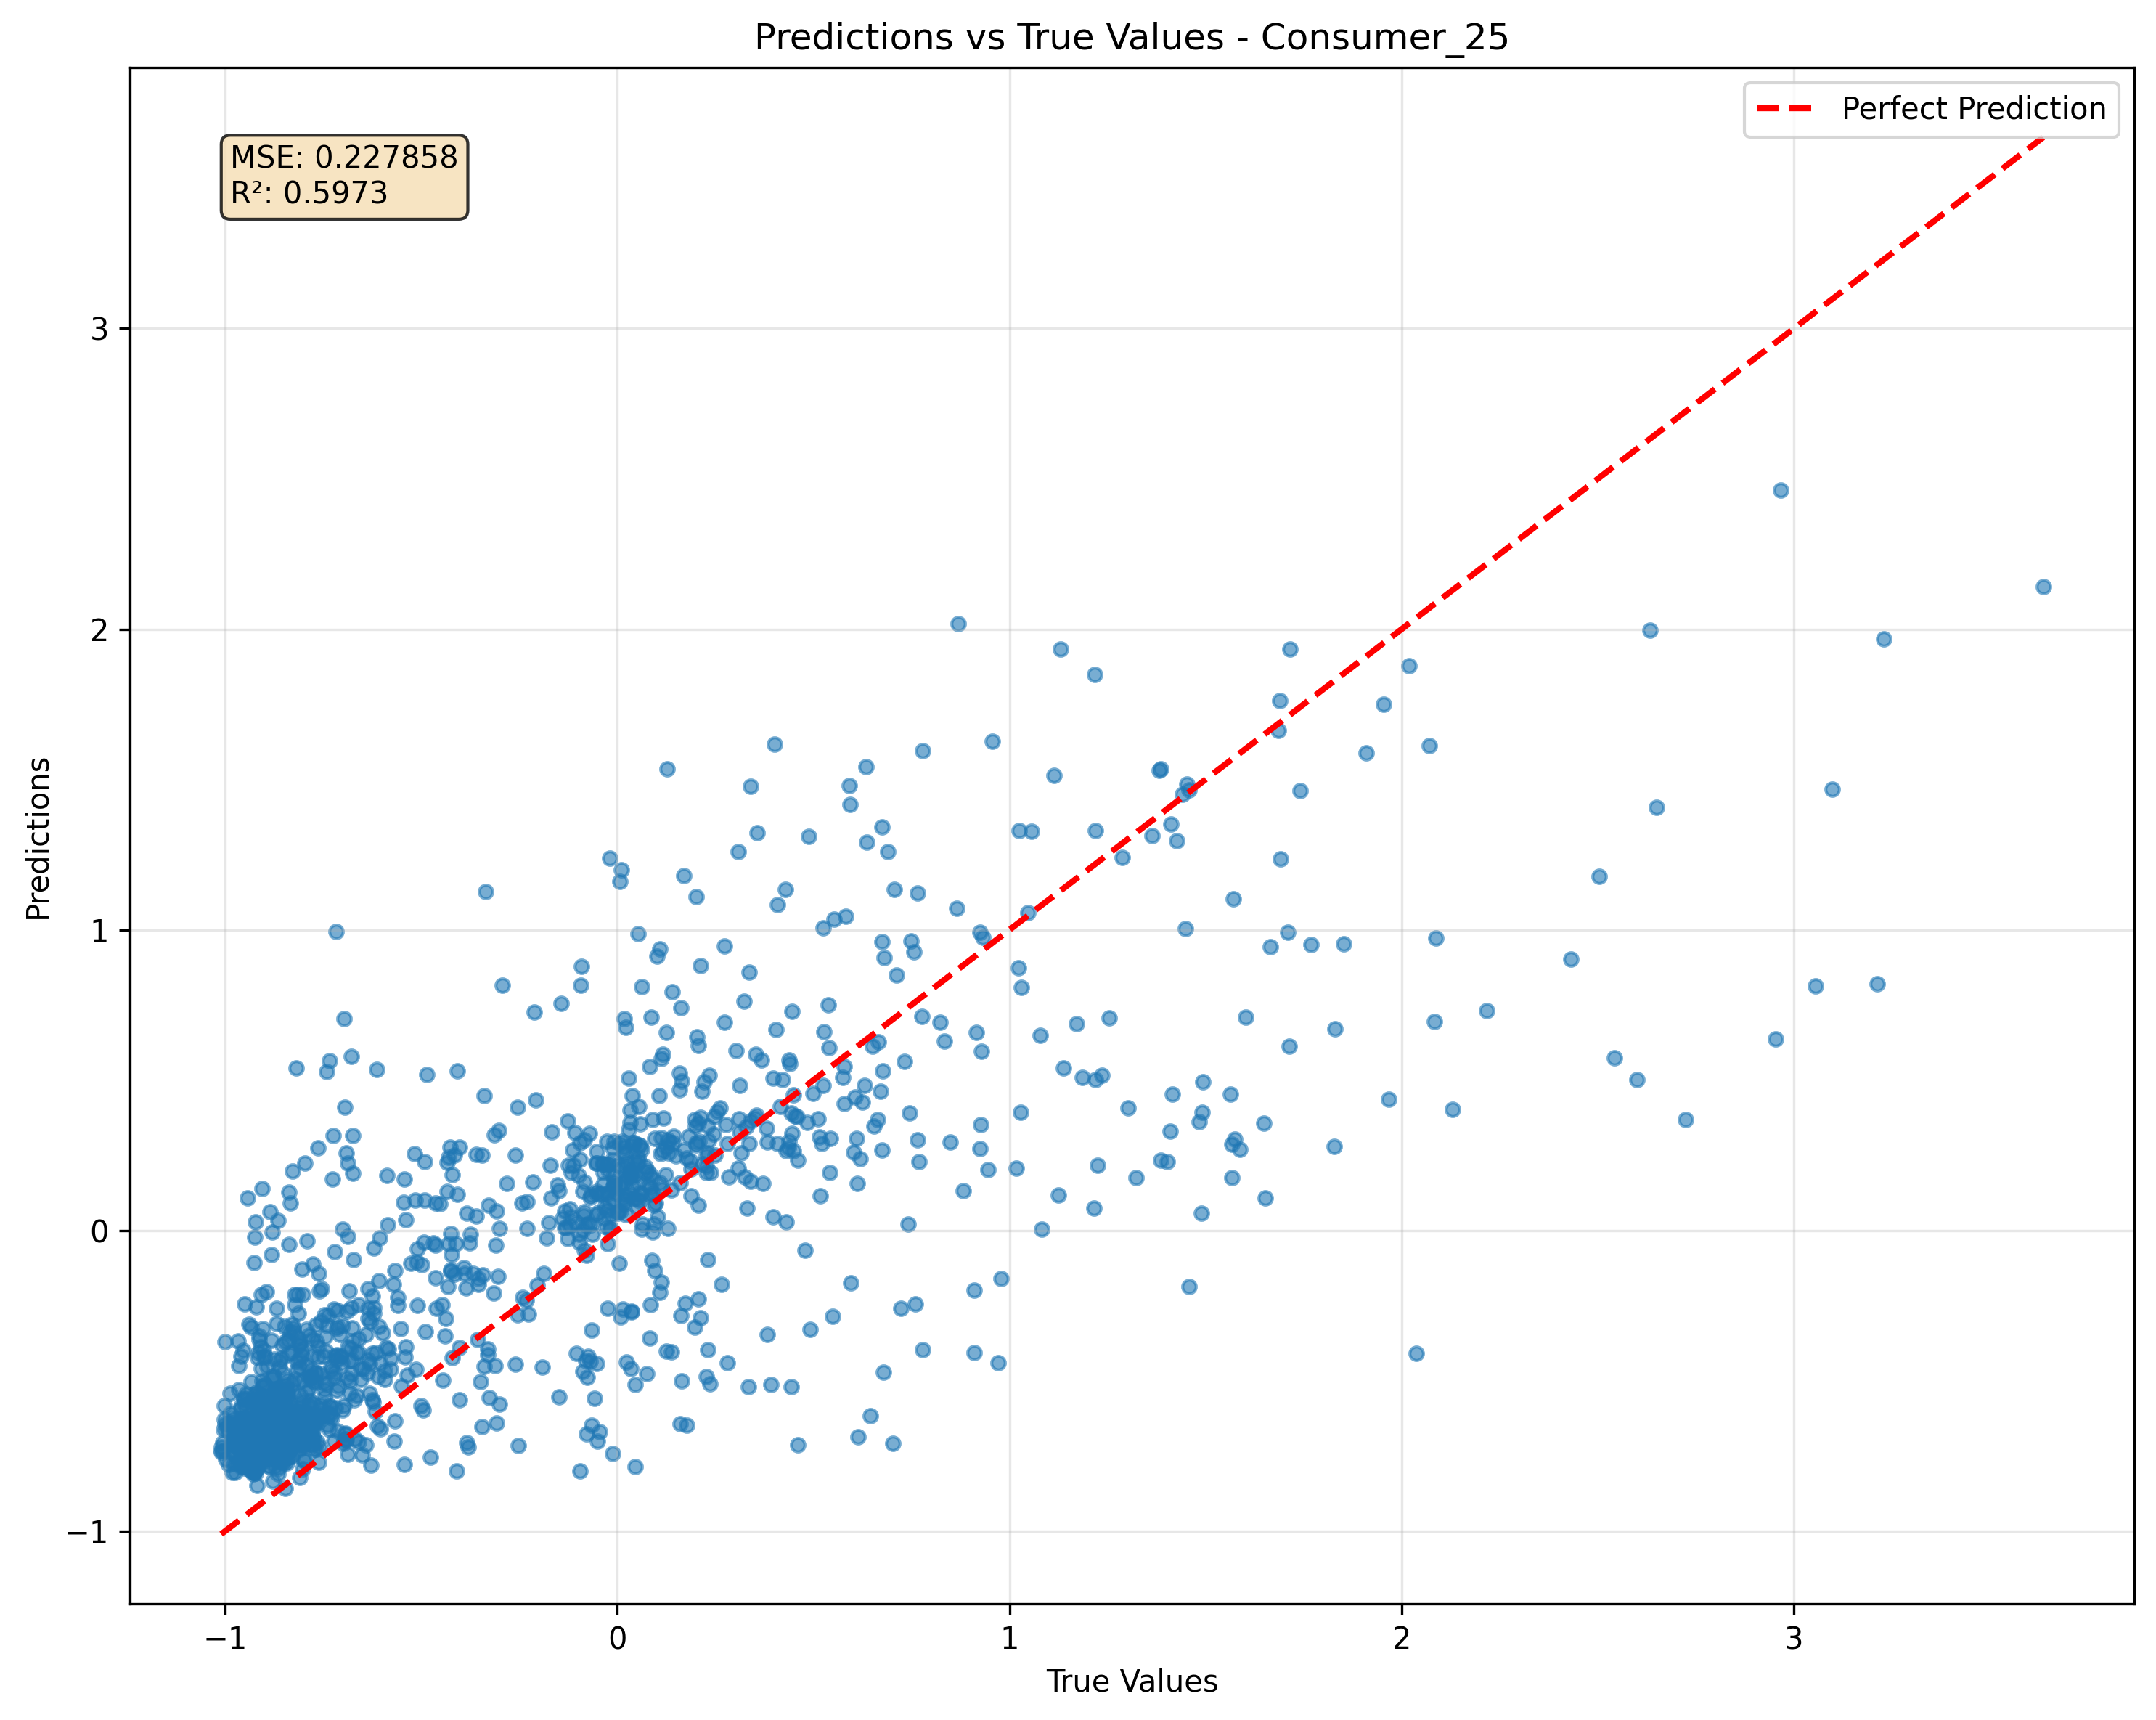 Predictions vs True Values - Consumer_25
Perfect Prediction
MSE: 0.227858
R²: 0.5973
3
2
1
0
−1
Predictions
−1 0 1 2 3
True Values